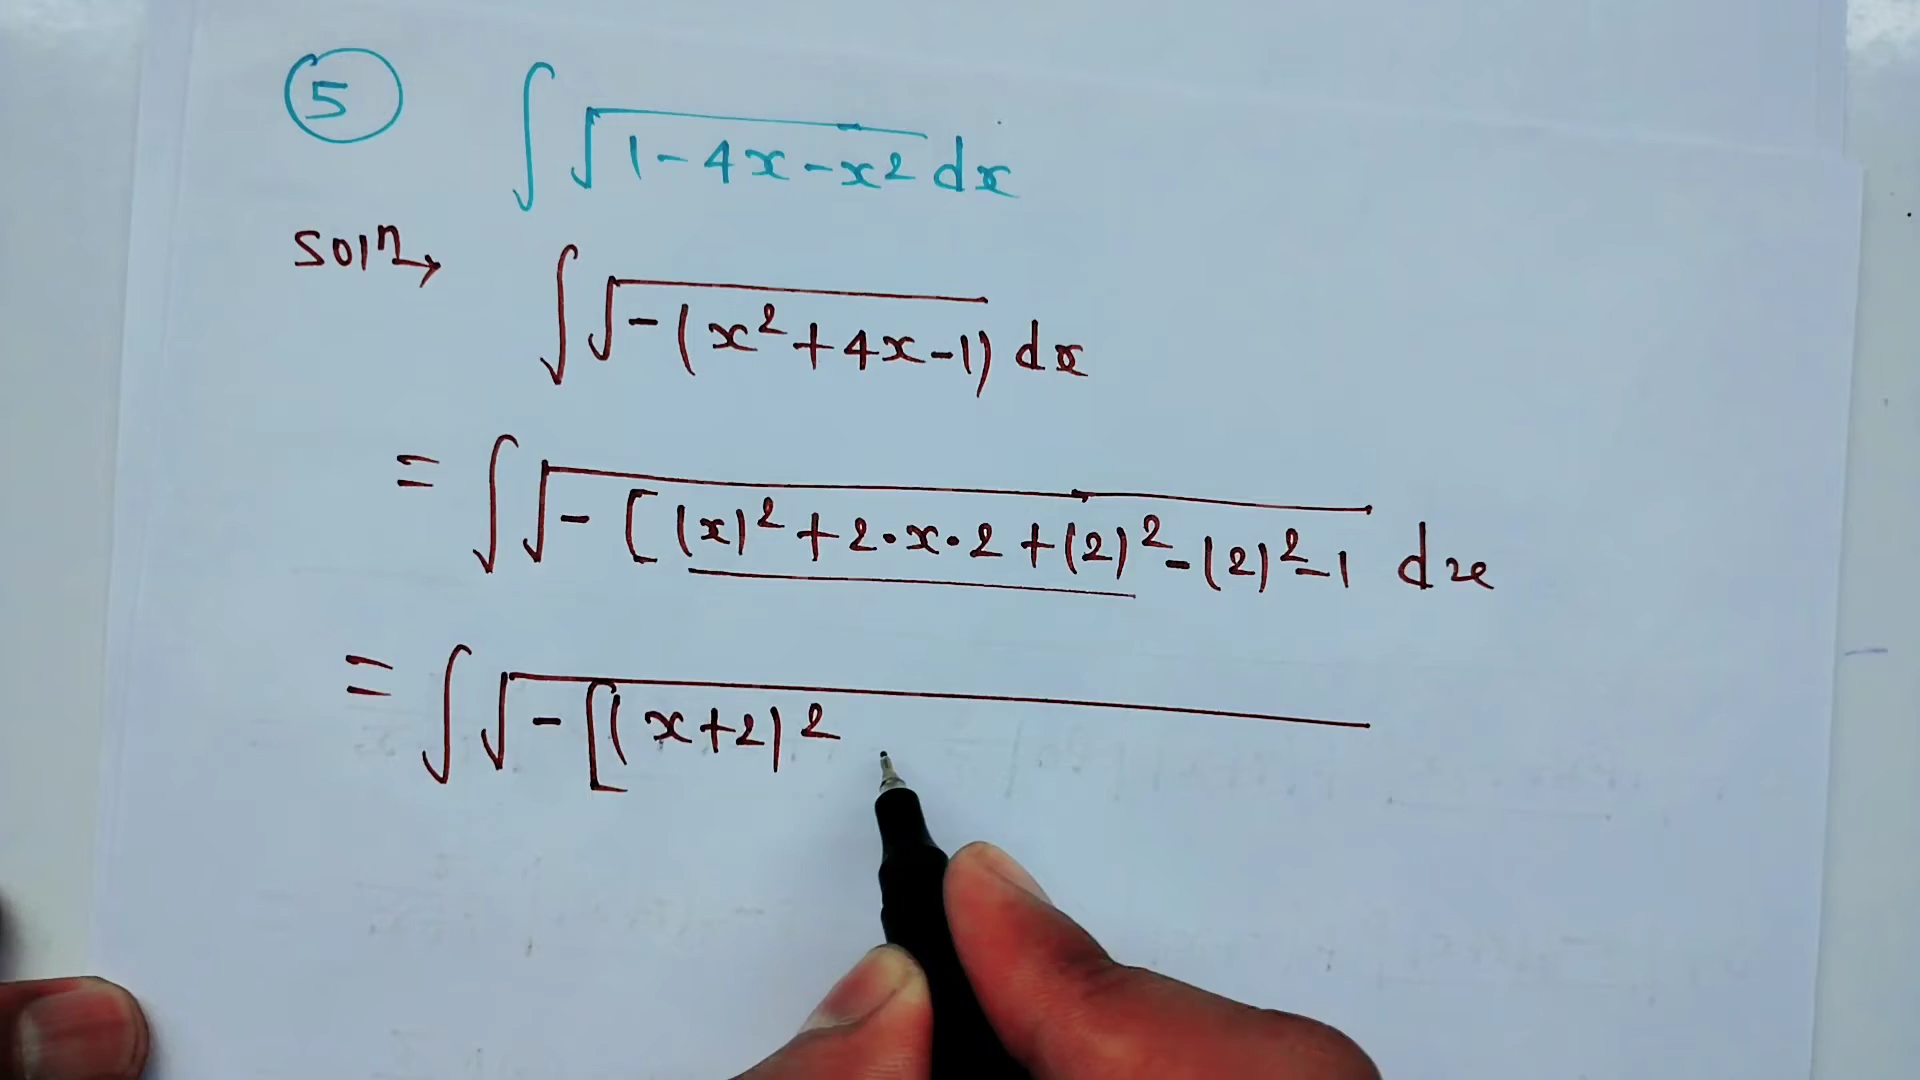 5 ∫ √1-4x-x² dx
Soln→ ∫ √-(x²+4x-1) dx
= ∫ √-[(x)²+2·x·2+(2)²-(2)²-1 dx
= ∫ √-[(x+2)²